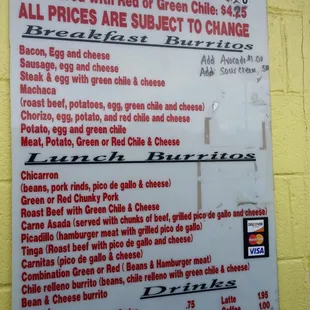 with Red or Green Chile: $4.25
ALL PRICES ARE SUBJECT TO CHANGE
Breakfast Burritos
Bacon, Egg and cheese
Sausage, egg and cheese
Steak & egg with green chile & cheese
Machaca
(roast beef, potatoes, egg, green chile and cheese)
Chorizo, egg, potato, and red chile and cheese
Potato, egg and green chile
Meat, Potato, Green or Red Chile & Cheese
Add Avocado $1.00
Add Sour cream .50
Lunch Burritos
Chicarron
(beans, pork rinds, pico de gallo & cheese)
Green or Red Chunky Pork
Roast Beef with Green Chile & Cheese
Carne Asada (served with chunks of beef, grilled pico de gallo and cheese)
Picadillo (hamburger meat with grilled pico de gallo)
Tinga (Roast beef with pico de gallo and cheese)
Carnitas (pico de gallo & cheese)
Combination Green or Red ( Beans & Hamburger meat)
Chile relleno burrito (beans, chile relleno with green chile & cheese)
Bean & Cheese burrito
MasterCard
VISA
Drinks
.75 Latte 1.95
Coffee 1.00